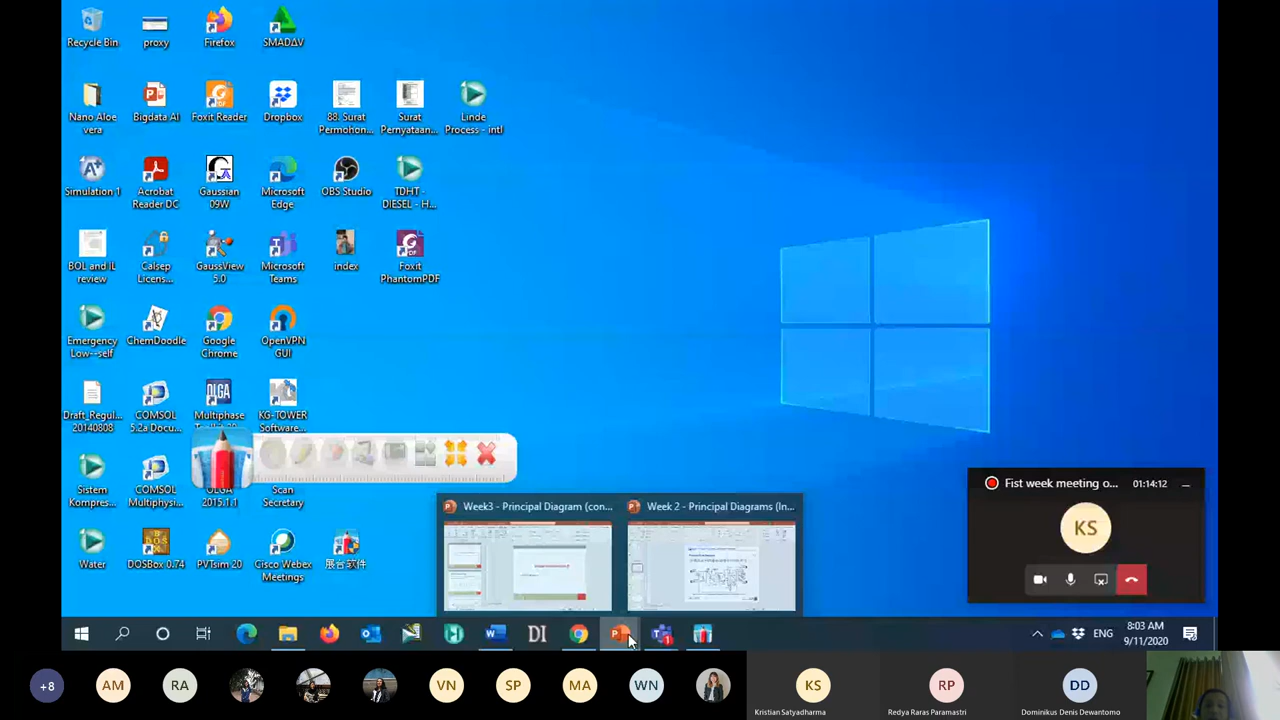 Recycle Bin
proxy
Firefox
SMADΔV
Nano Aloe
vera
Bigdata AI
Foxit Reader
Dropbox
88. Surat
Permohon...
Surat
Pernyataan...
Linde
Process - intl
Simulation 1
Acrobat
Reader DC
Gaussian
09W
Microsoft
Edge
OBS Studio
TDHT -
DIESEL - H...
BOL and IL
review
Calsep
Licens...
GaussView
5.0
Microsoft
Teams
index
Foxit
PhantomPDF
Emergency
Low--self
ChemDoodle
Google
Chrome
OpenVPN
GUI
Draft_Regul...
20140808
COMSOL
5.2a Docu...
OLGA
Multiphase
KG-TOWER
Software...
Sistem
Kompres...
COMSOL
Multiphysi...
2015.1.1
Scan
Secretary
Water
DOSBox 0.74
PVTsim 20
Cisco Webex
Meetings
展台软件
Week3 - Principal Diagram (con...
Week 2 - Principal Diagrams (In...
Fist week meeting o...
01:14:12
KS
DI
ENG
8:03 AM
9/11/2020
+8
AM
RA
VN
SP
MA
WN
KS
Kristian Satyadharma
RP
Redya Raras Paramastri
DD
Dominikus Denis Dewantomo